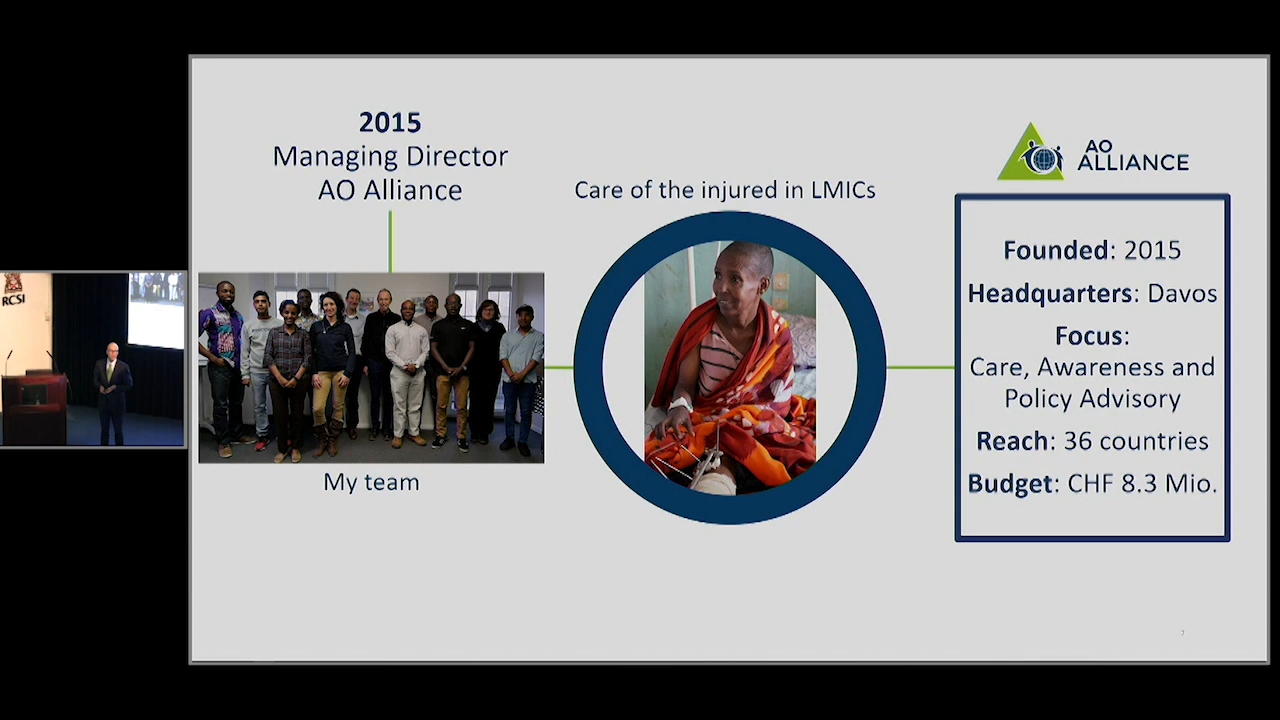 2015
Managing Director
AO Alliance
My team
Care of the injured in LMICs
AO
ALLIANCE
Founded: 2015
Headquarters: Davos
Focus:
Care, Awareness and
Policy Advisory
Reach: 36 countries
Budget: CHF 8.3 Mio.
7
RCSI